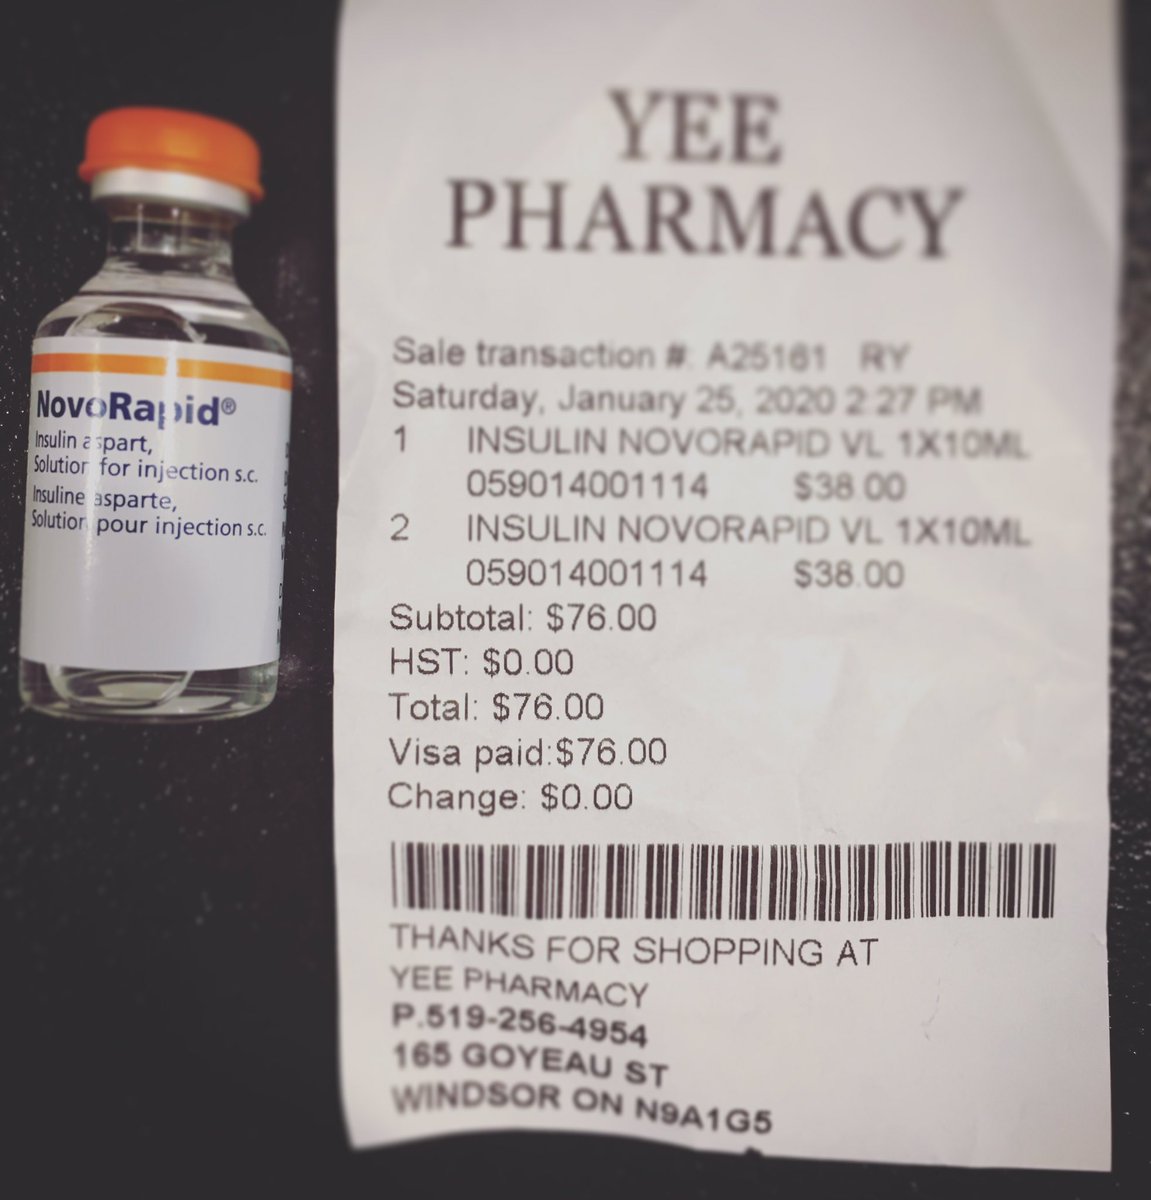 NovoRapid®
Insulin aspart,
Solution for injection s.c.
Insuline asparte,
Solution pour injection s.c.
YEE
PHARMACY
Sale transaction #: A25161 RY
Saturday, January 25, 2020 2:27 PM
1 INSULIN NOVORAPID VL 1X10ML
059014001114 $38.00
2 INSULIN NOVORAPID VL 1X10ML
059014001114 $38.00
Subtotal: $76.00
HST: $0.00
Total: $76.00
Visa paid:$76.00
Change: $0.00
THANKS FOR SHOPPING AT
YEE PHARMACY
P.519-256-4954
165 GOYEAU ST
WINDSOR ON N9A1G5